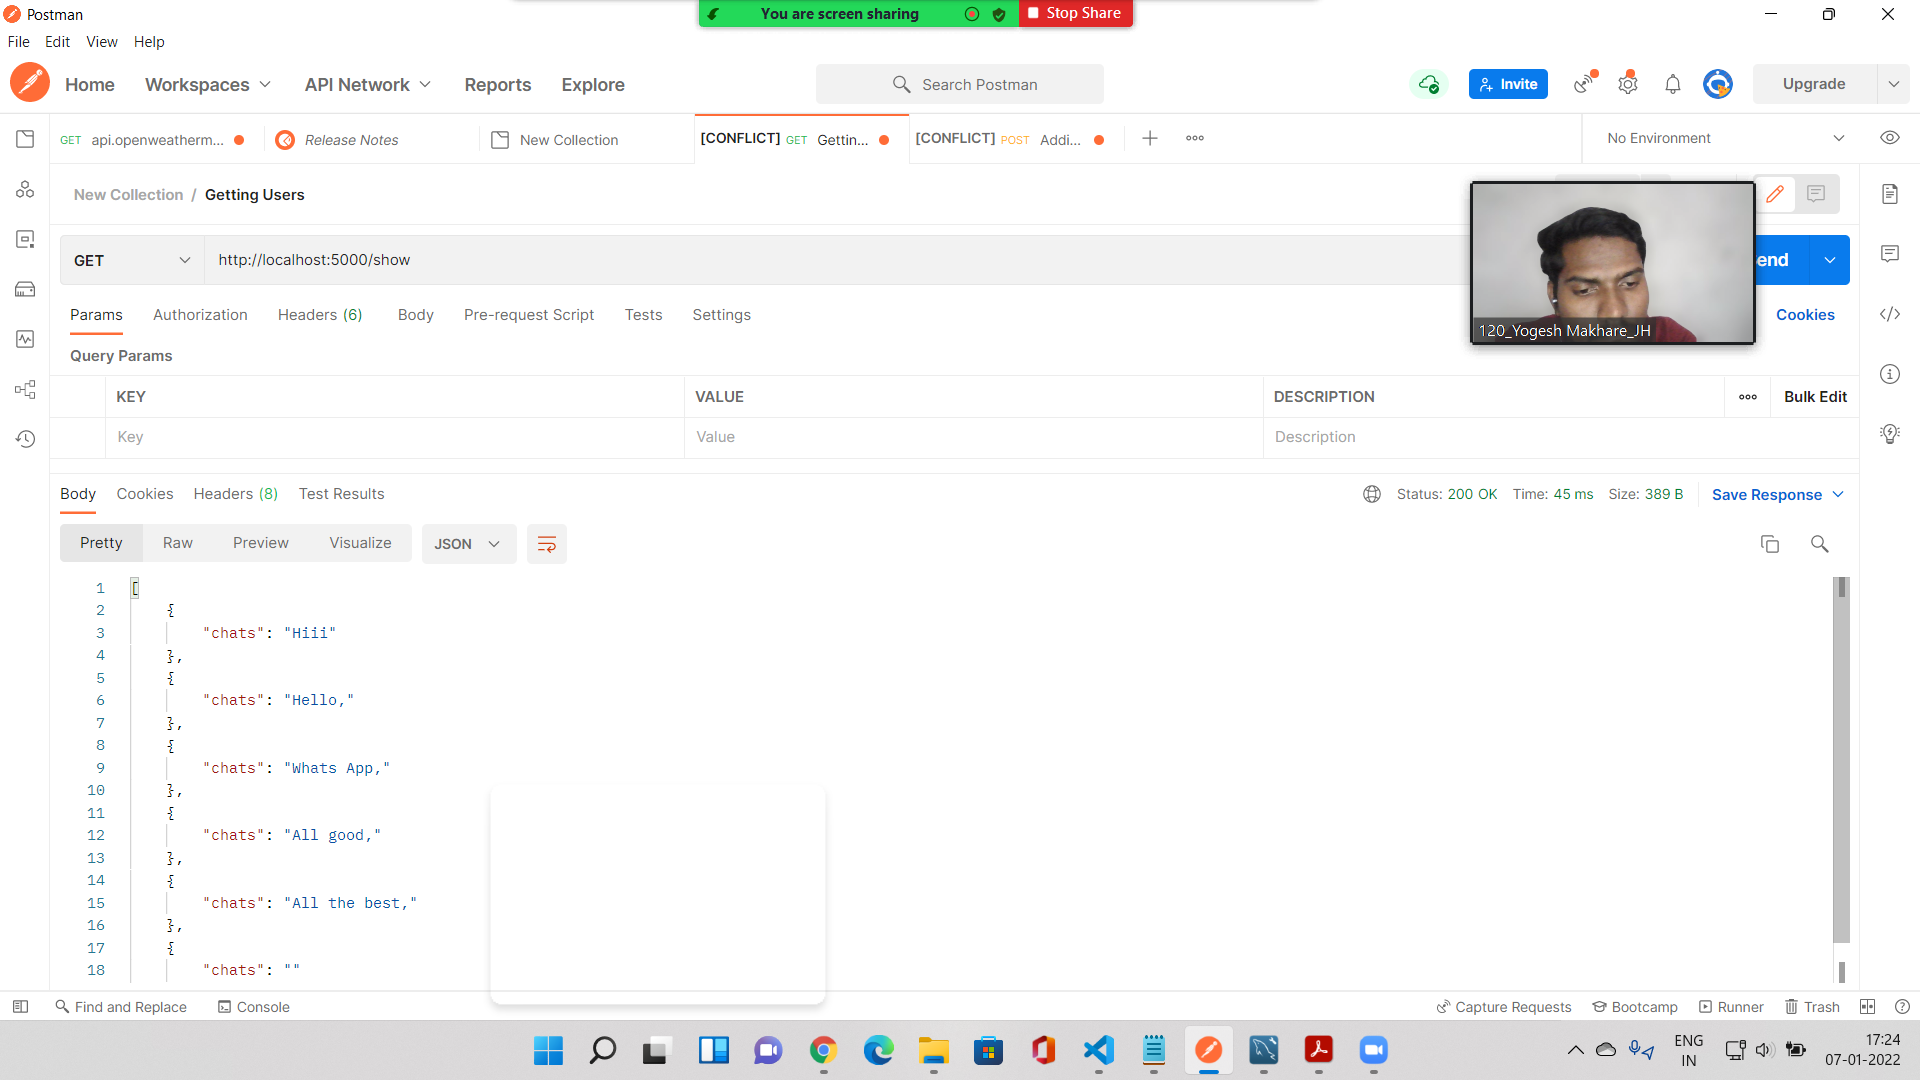 Postman
You are screen sharing
Stop Share
File Edit View Help
Home Workspaces API Network Reports Explore
Search Postman
Invite
Upgrade
GET api.openweatherm...
Release Notes
New Collection
[CONFLICT] GET Gettin...
[CONFLICT] POST Addi...
No Environment
New Collection / Getting Users
GET
http://localhost:5000/show
end
Params Authorization Headers (6) Body Pre-request Script Tests Settings
Cookies
120_Yogesh Makhare_JH
Query Params
KEY VALUE DESCRIPTION
Bulk Edit
Key Value Description
Body Cookies Headers (8) Test Results
Status: 200 OK Time: 45 ms Size: 389 B
Save Response
Pretty Raw Preview Visualize
JSON
1 [
2 {
3 "chats": "Hiii"
4 },
5 {
6 "chats": "Hello,"
7 },
8 {
9 "chats": "Whats App,"
10 },
11 {
12 "chats": "All good,"
13 },
14 {
15 "chats": "All the best,"
16 },
17 {
18 "chats": ""
Find and Replace
Console
Capture Requests
Bootcamp
Runner
Trash
ENG
IN
17:24
07-01-2022